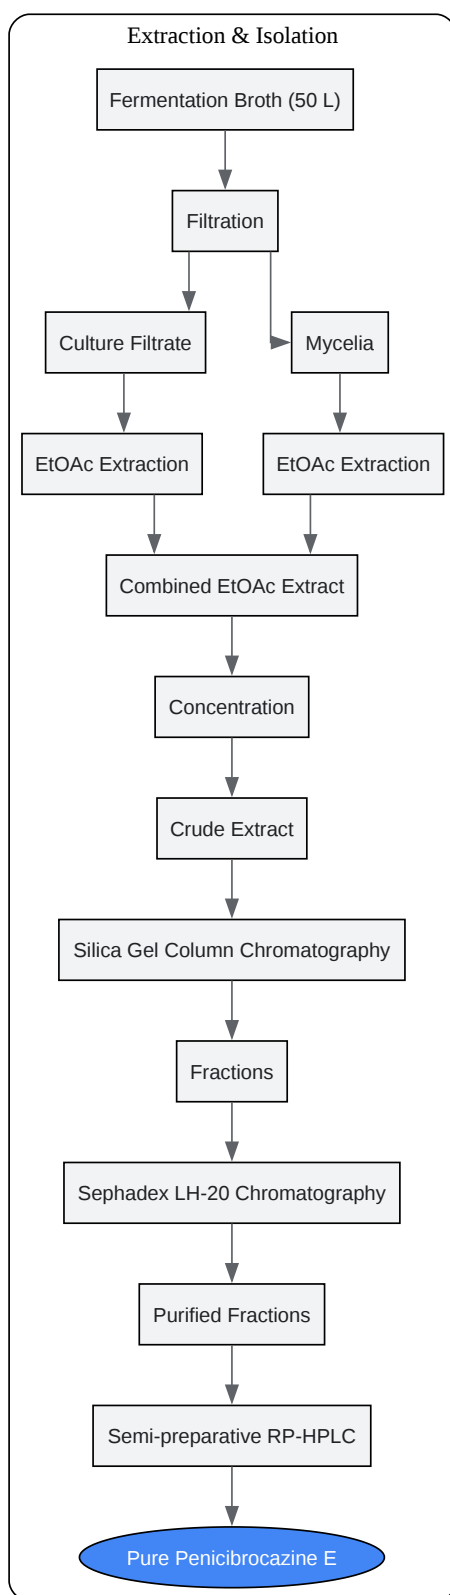 Extraction & Isolation
Fermentation Broth (50 L)
Filtration
Culture Filtrate
Mycelia
EtOAc Extraction
EtOAc Extraction
Combined EtOAc Extract
Concentration
Crude Extract
Silica Gel Column Chromatography
Fractions
Sephadex LH-20 Chromatography
Purified Fractions
Semi-preparative RP-HPLC
Pure Penicibrocazine E